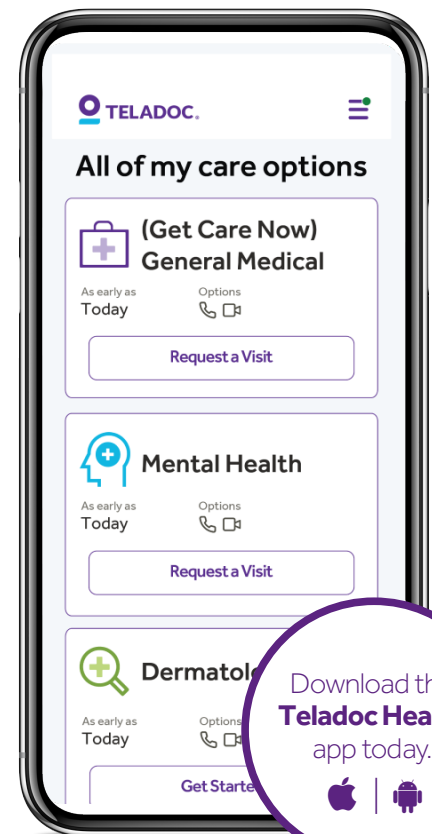 TELADOC.
All of my care options
(Get Care Now)
General Medical
As early as Options
Today
Request a Visit
Mental Health
As early as Options
Today
Request a Visit
As early as Options
Today
Download
Teladoc
app today.